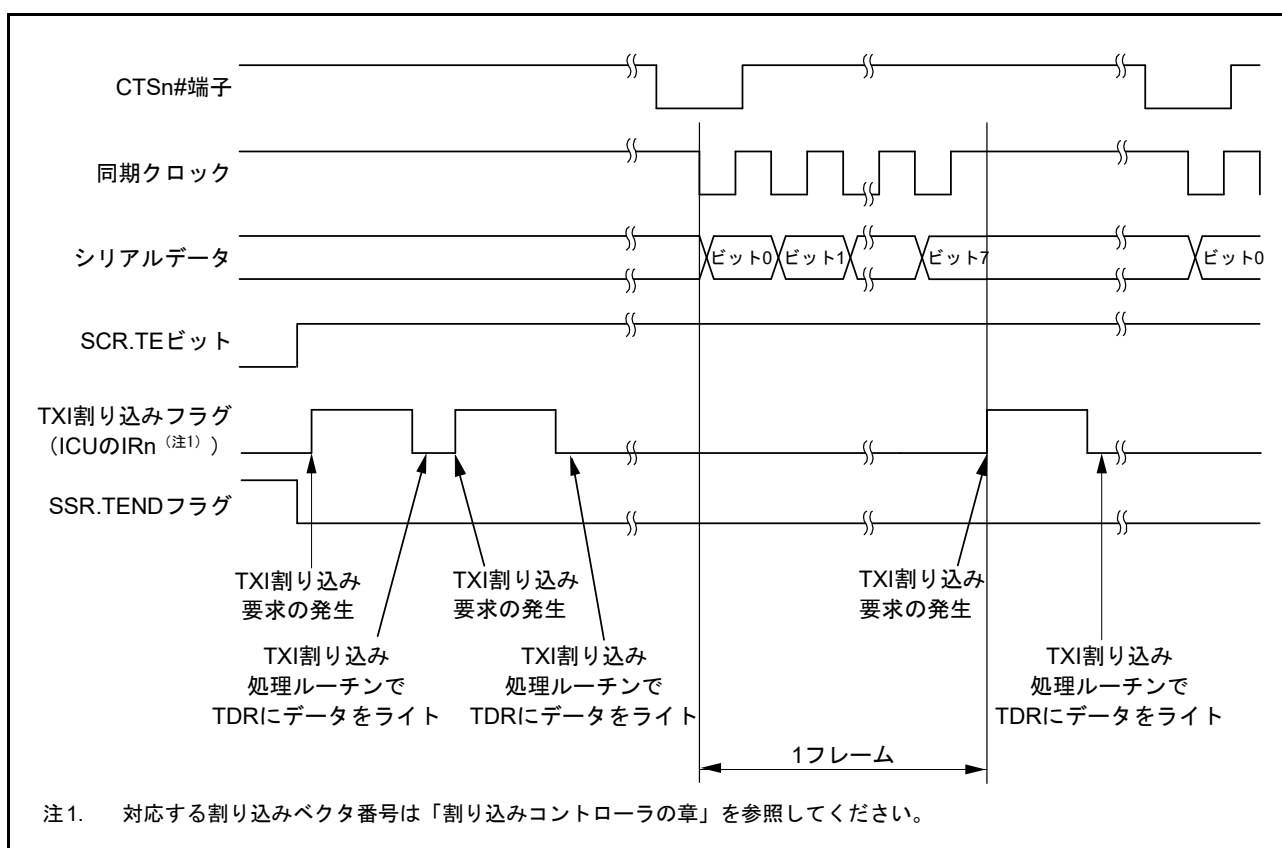 CTSn#端子
同期クロック
シリアルデータ
ビット0
ビット1
ビット7
ビット0
SCR.TEビット
TXI割り込みフラグ
(ICUのIRn(注1))
SSR.TENDフラグ
TXI割り込み
要求の発生
TXI割り込み
要求の発生
TXI割り込み
要求の発生
TXI割り込み
処理ルーチンで
TDRにデータをライト
TXI割り込み
処理ルーチンで
TDRにデータをライト
TXI割り込み
処理ルーチンで
TDRにデータをライト
1フレーム
注1. 対応する割り込みベクタ番号は「割り込みコントローラの章」を参照してください。